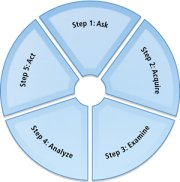 Step 1: Ask
Step 2: Acquire
Step 3: Examine
Step 4: Analyze
Step 5: Act